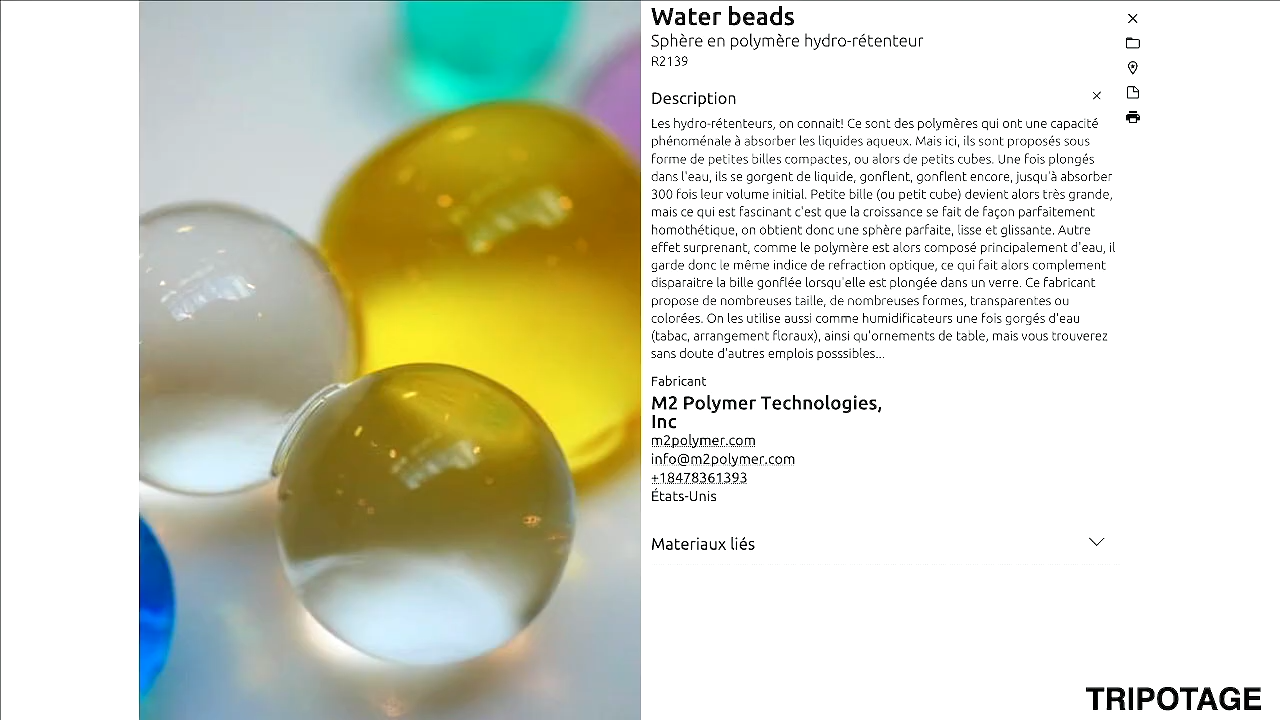 Water beads
Sphère en polymère hydro-rétenteur
R2139
Description
Les hydro-rétenteurs, on connait! Ce sont des polymères qui ont une capacité
phénoménale à absorber les liquides aqueux. Mais ici, ils sont proposés sous
forme de petites billes compactes, ou alors de petits cubes. Une fois plongés
dans l'eau, ils se gorgent de liquide, gonflent, gonflent encore, jusqu'à absorber
300 fois leur volume initial. Petite bille (ou petit cube) devient alors très grande,
mais ce qui est fascinant c'est que la croissance se fait de façon parfaitement
homothétique, on obtient donc une sphère parfaite, lisse et glissante. Autre
effet surprenant, comme le polymère est alors composé principalement d'eau, il
garde donc le même indice de refraction optique, ce qui fait alors complement
disparaitre la bille gonflée lorsqu'elle est plongée dans un verre. Ce fabricant
propose de nombreuses taille, de nombreuses formes, transparentes ou
colorées. On les utilise aussi comme humidificateurs une fois gorgés d'eau
(tabac, arrangement floraux), ainsi qu'ornements de table, mais vous trouverez
sans doute d'autres emplois posssibles...
Fabricant
M2 Polymer Technologies,
Inc
m2polymer.com
info@m2polymer.com
+18478361393
États-Unis
Materiaux liés
TRIPOTAGE